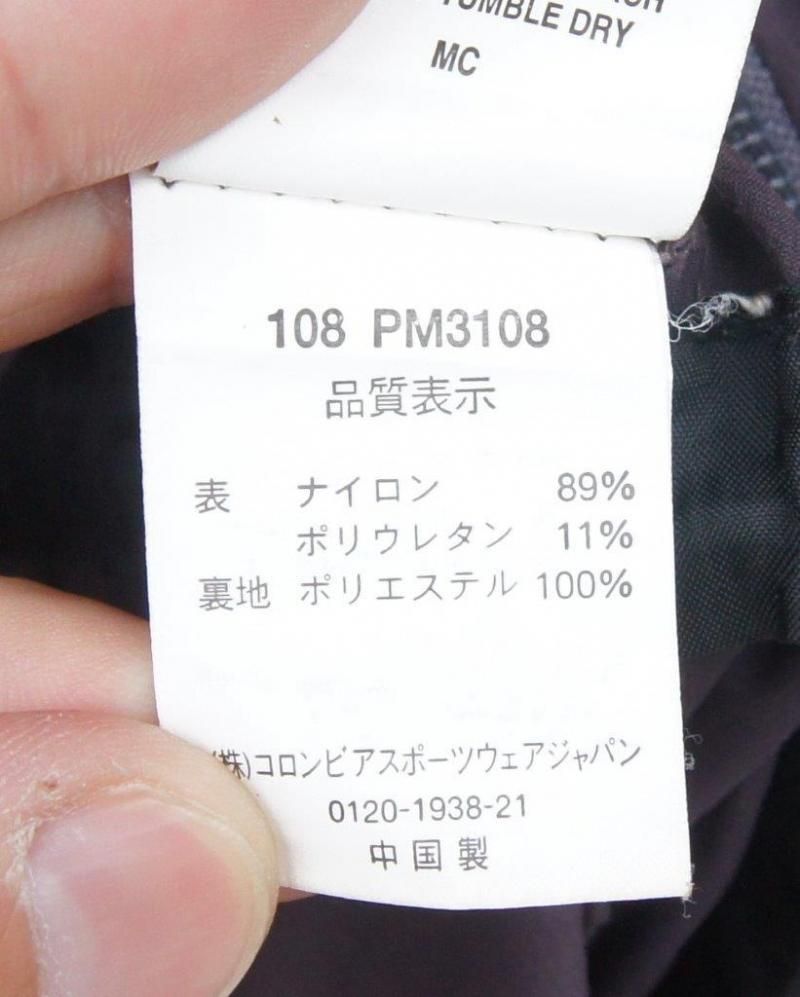 TUMBLE DRY
MC
108 PM3108
品質表示
表 ナイロン 89%
ポリウレタン 11%
裏地 ポリエステル 100%
(株)コロンビアスポーツウェアジャパン
0120-1938-21
中国製